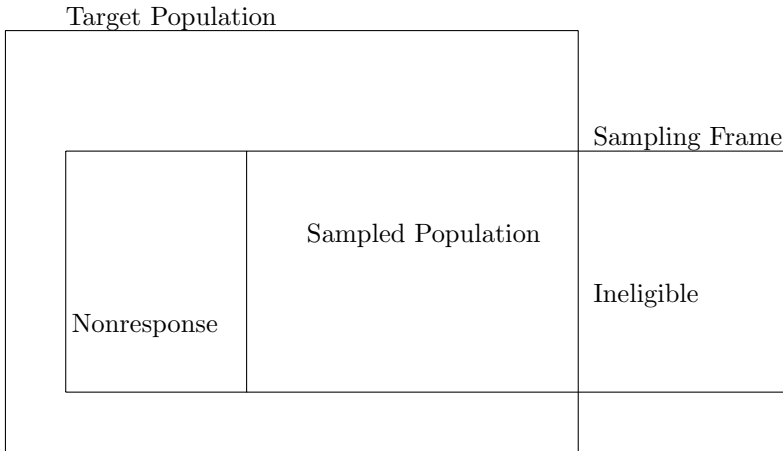 Target Population
Sampling Frame
Sampled Population
Ineligible
Nonresponse